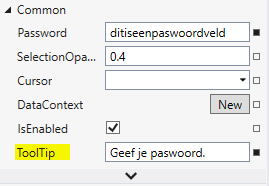 Common
Password ditiseenpaswoordveld
SelectionOpa... 0.4
Cursor
DataContext New
IsEnabled
ToolTip Geef je paswoord.